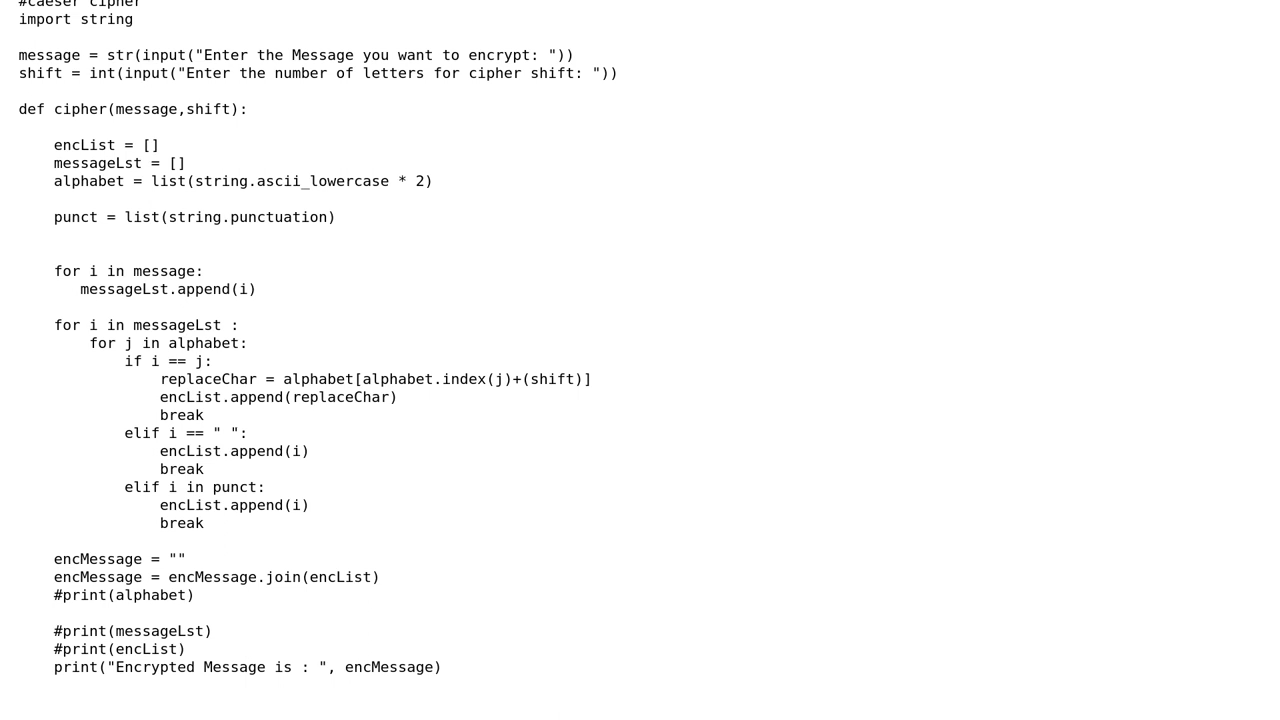 #caeser cipher
import string
message = str(input("Enter the Message you want to encrypt: "))
shift = int(input("Enter the number of letters for cipher shift: "))
def cipher(message,shift):
    encList = []
    messageLst = []
    alphabet = list(string.ascii_lowercase * 2)
    punct = list(string.punctuation)
    for i in message:
       messageLst.append(i)
    for i in messageLst :
        for j in alphabet:
            if i == j:
                replaceChar = alphabet[alphabet.index(j)+(shift)]
                encList.append(replaceChar)
                break
            elif i == " ":
                encList.append(i)
                break
            elif i in punct:
                encList.append(i)
                break
    encMessage = ""
    encMessage = encMessage.join(encList)
    #print(alphabet)
    #print(messageLst)
    #print(encList)
    print("Encrypted Message is : ", encMessage)